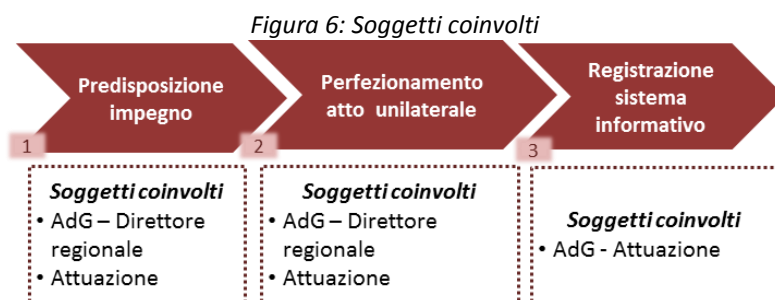 Figura 6: Soggetti coinvolti
Predisposizione
impegno
1
Perfezionamento
atto unilaterale
2
Registrazione
sistema
informativo
3
Soggetti coinvolti
• AdG – Direttore
regionale
• Attuazione
Soggetti coinvolti
• AdG – Direttore
regionale
• Attuazione
Soggetti coinvolti
• AdG - Attuazione